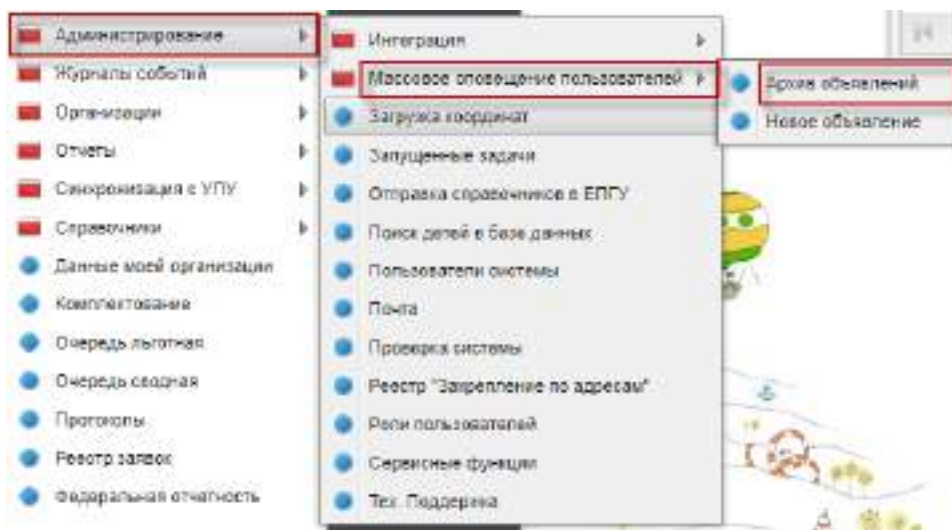 Администрирование
Журналы событий
Организации
Отчеты
Синхронизация с УПУ
Справочники
Данные моей организации
Комплектование
Очередь льготная
Очередь сводная
Протоколы
Реестр заявок
Федеральная отчетность
Интеграция
Массовое оповещение пользователей
Загрузка координат
Запущенные задачи
Отправка справочников в ЕПГУ
Поиск детей в базе данных
Пользователи системы
Почта
Проверка системы
Реестр "Закрепление по адресам"
Роли пользователей
Сервисные функции
Тех. Поддержка
Архив объявлений
Новое объявление